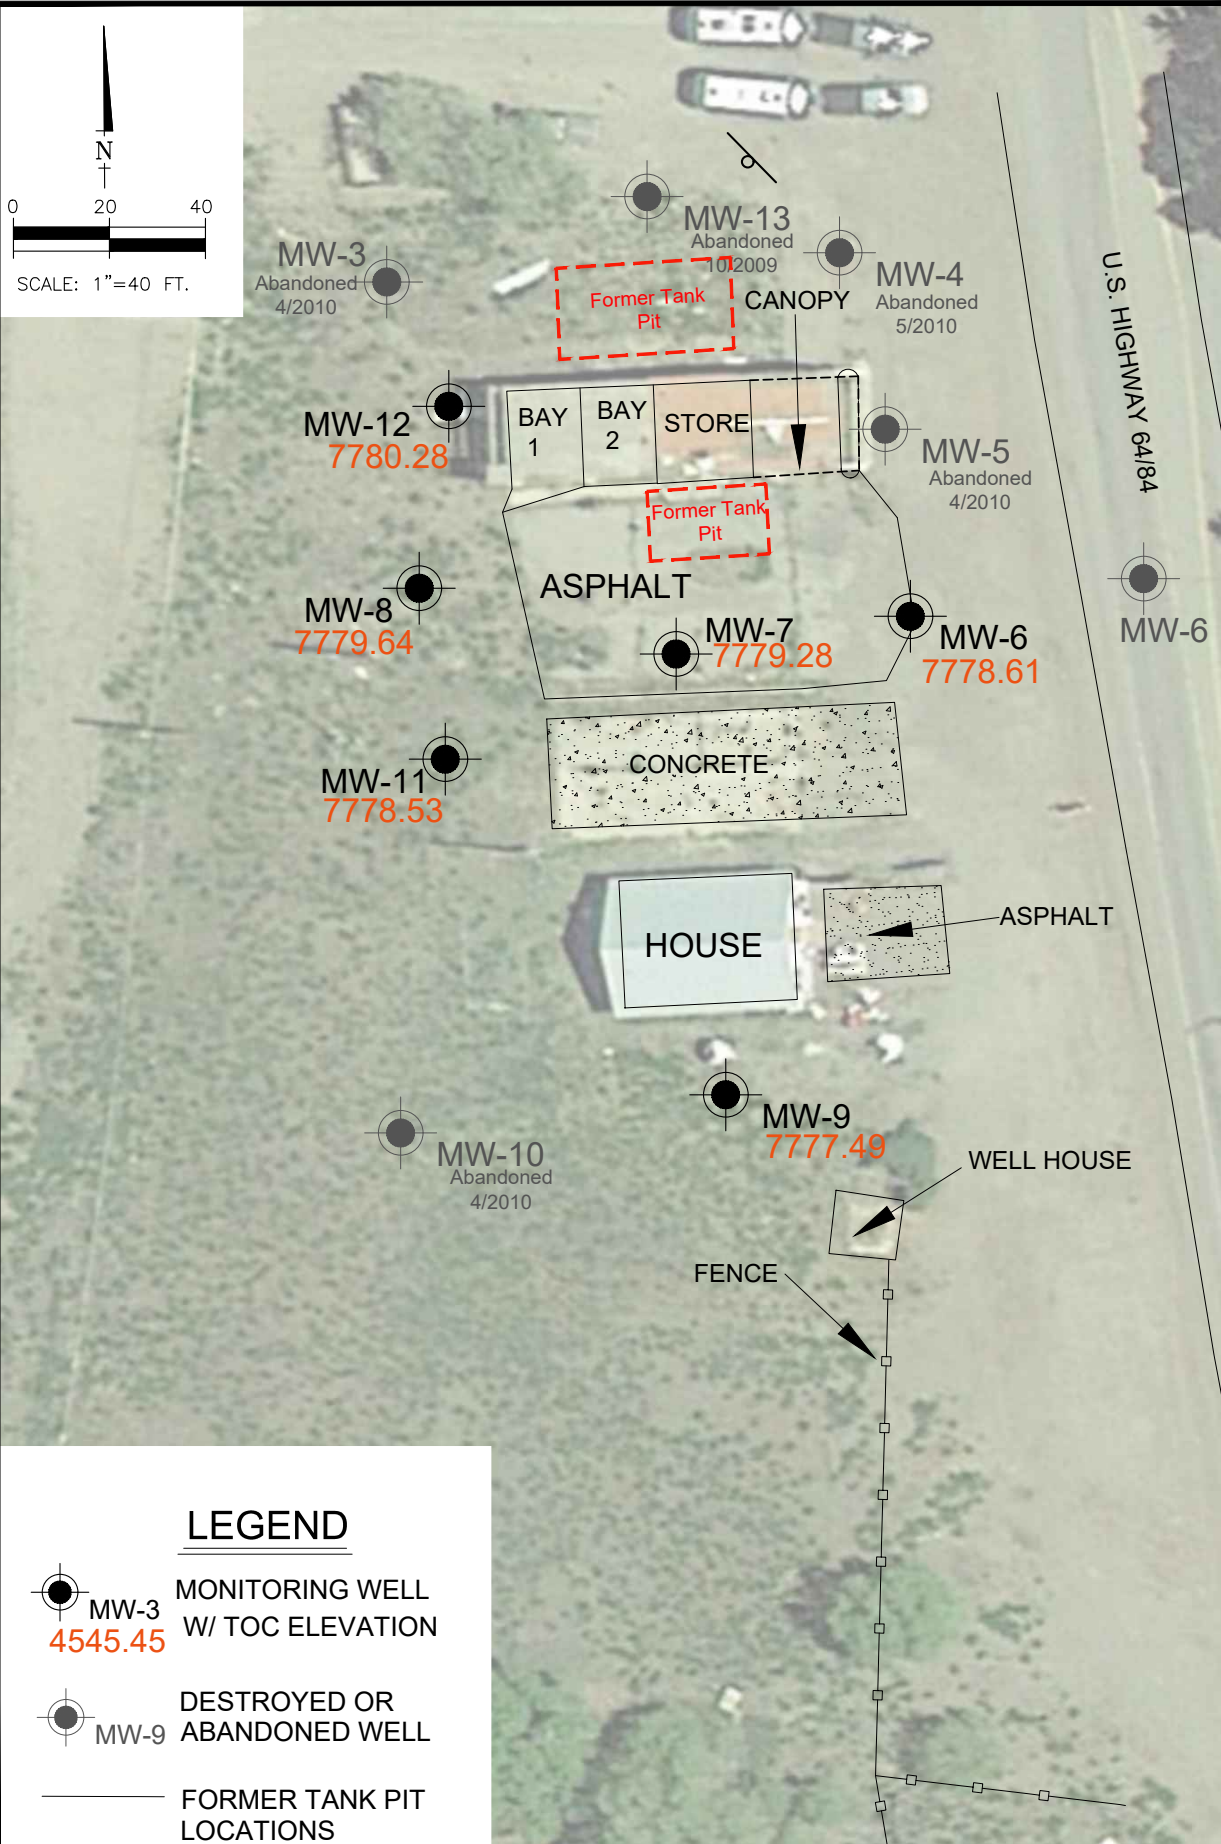 N
0 20 40
SCALE: 1"=40 FT.
MW-13
Abandoned
10/2009
MW-3
Abandoned
4/2010
MW-4
Abandoned
5/2010
Former Tank
Pit
CANOPY
U.S. HIGHWAY 64/84
MW-12
7780.28
BAY
1
BAY
2
STORE
MW-5
Abandoned
4/2010
Former Tank
Pit
ASPHALT
MW-8
7779.64
MW-7
7779.28
MW-6
7778.61
MW-6
MW-11
7778.53
CONCRETE
HOUSE
ASPHALT
MW-9
7777.49
MW-10
Abandoned
4/2010
WELL HOUSE
FENCE
LEGEND
MW-3
4545.45
MONITORING WELL
W/ TOC ELEVATION
MW-9
DESTROYED OR
ABANDONED WELL
FORMER TANK PIT
LOCATIONS